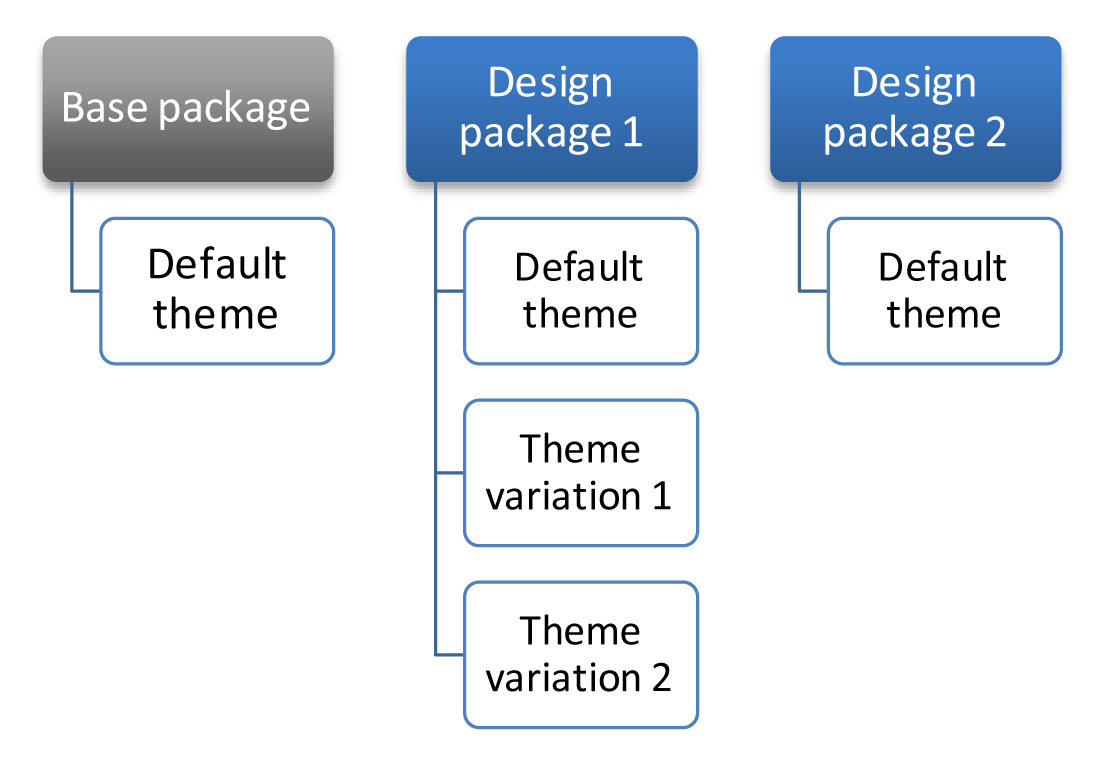 Base package
Default
theme
Design
package 1
Default
theme
Theme
variation 1
Theme
variation 2
Design
package 2
Default
theme